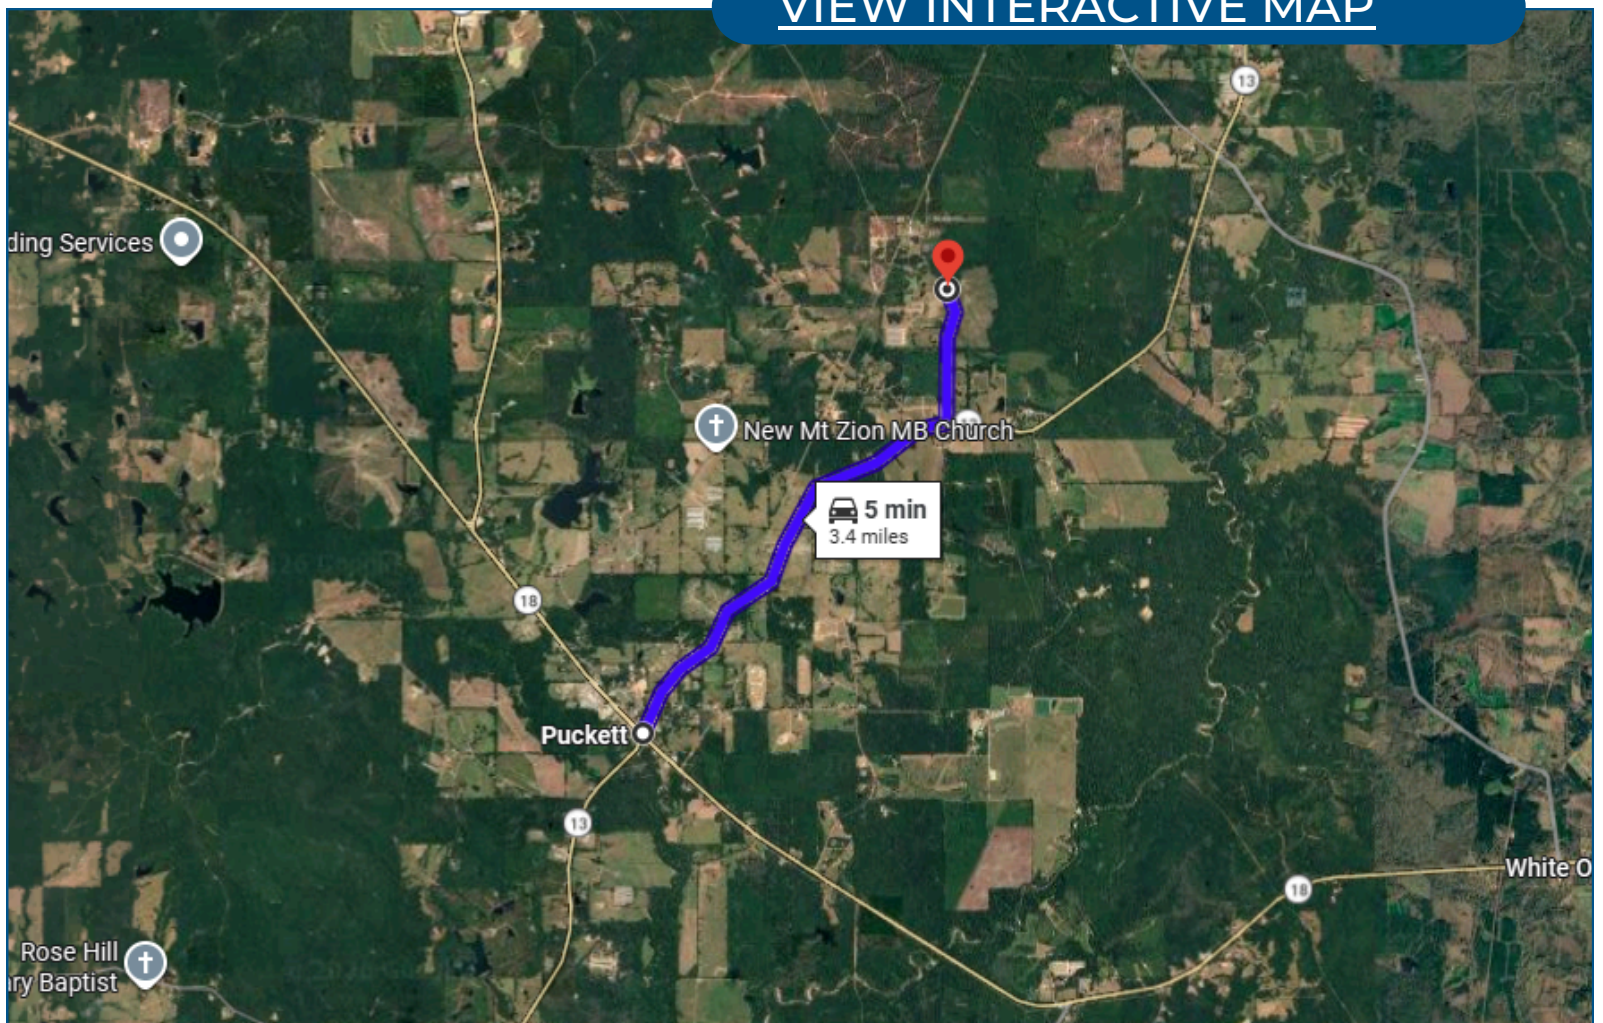 VIEW INTERACTIVE MAP
13
ding Services
New Mt Zion MB Church
5 min
3.4 miles
18
Puckett
13
18
White O
Rose Hill
ary Baptist